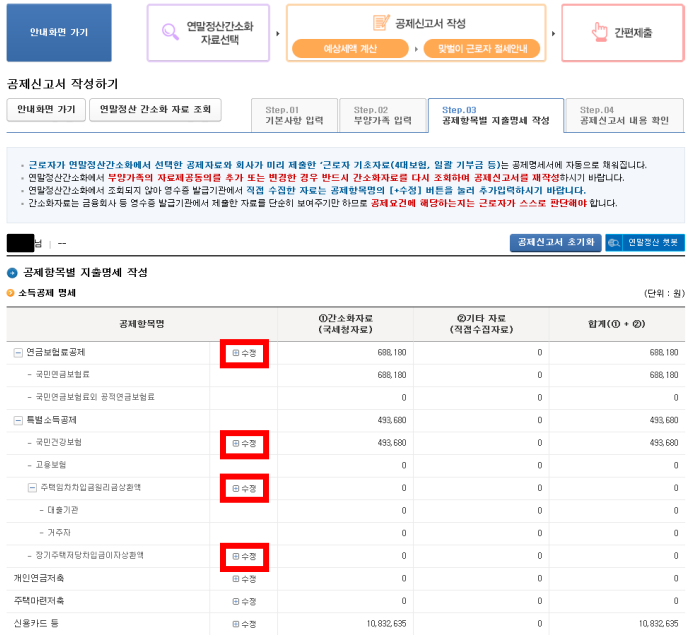 안내화면 가기
연말정산간소화
자료선택
공제신고서 작성
예상세액 계산
맞벌이 근로자 절세안내
간편제출
공제신고서 작성하기
안내화면 가기
연말정산 간소화 자료 조회
Step.01
기본사항 입력
Step.02
부양가족 입력
Step.03
공제항목별 지출명세 작성
Step.04
공제신고서 내용 확인
• 근로자가 연말정산간소화에서 선택한 공제자료와 회사가 미리 제출한 '근로자 기초자료(4대보험, 일괄 기부금 등)는 공제명세서에 자동으로 채워집니다.
• 연말정산간소화에서 부양가족의 자료제공동의를 추가 또는 변경한 경우 반드시 간소화자료를 다시 조회하여 공제신고서를 재작성하시기 바랍니다.
• 연말정산간소화에서 조회되지 않아 영수증 발급기관에서 직접 수집한 자료는 공제항목명의 [+수정] 버튼을 눌러 추가입력하시기 바랍니다.
• 간소화자료는 금융회사 등 영수증 발급기관에서 제출한 자료를 단순히 보여주기만 하므로 공제요건에 해당하는지는 근로자가 스스로 판단해야 합니다.
님 | --
공제신고서 초기화
연말정산 챗봇
공제항목별 지출명세 작성
소득공제 명세
(단위 : 원)
공제항목명
①간소화자료
(국세청자료)
②기타 자료
(직접수집자료)
합계(① + ②)
연금보험료공제 수정 688,180 0 688,180
- 국민연금보험료 688,180 0 688,180
- 국민연금보험료외 공적연금보험료 0 0 0
특별소득공제 493,680 0 493,680
- 국민건강보험 수정 493,680 0 493,680
- 고용보험 0 0 0
주택임차차입금원리금상환액 수정 0 0 0
- 대출기관 0 0 0
- 거주자 0 0 0
- 장기주택저당차입금이자상환액 수정 0 0 0
개인연금저축 수정 0 0 0
주택마련저축 수정 0 0 0
신용카드 등 수정 10,832,635 0 10,832,635